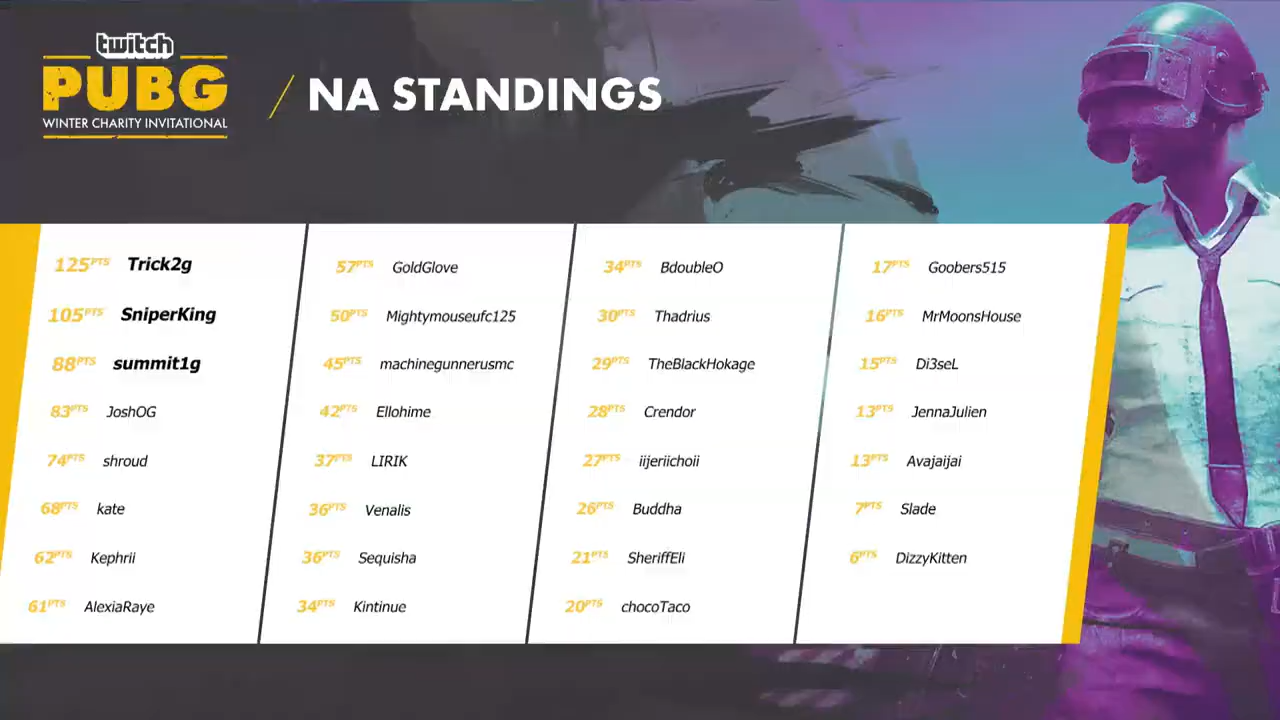 twitch
PUBG
WINTER CHARITY INVITATIONAL
/ NA STANDINGS
125PTS Trick2g
105PTS SniperKing
88PTS summit1g
83PTS JoshOG
74PTS shroud
68PTS kate
62PTS Kephrii
61PTS AlexiaRaye
57PTS GoldGlove
50PTS Mightymouseufc125
45PTS machinegunnerusmc
42PTS Ellohime
37PTS LIRIK
36PTS Venalis
36PTS Sequisha
34PTS Kintinue
34PTS BdoubleO
30PTS Thadrius
29PTS TheBlackHokage
28PTS Crendor
27PTS iijeriichoii
26PTS Buddha
21PTS SheriffEli
20PTS chocoTaco
17PTS Goobers515
16PTS MrMoonsHouse
15PTS Di3seL
13PTS JennaJulien
13PTS Avajaijai
7PTS Slade
6PTS DizzyKitten